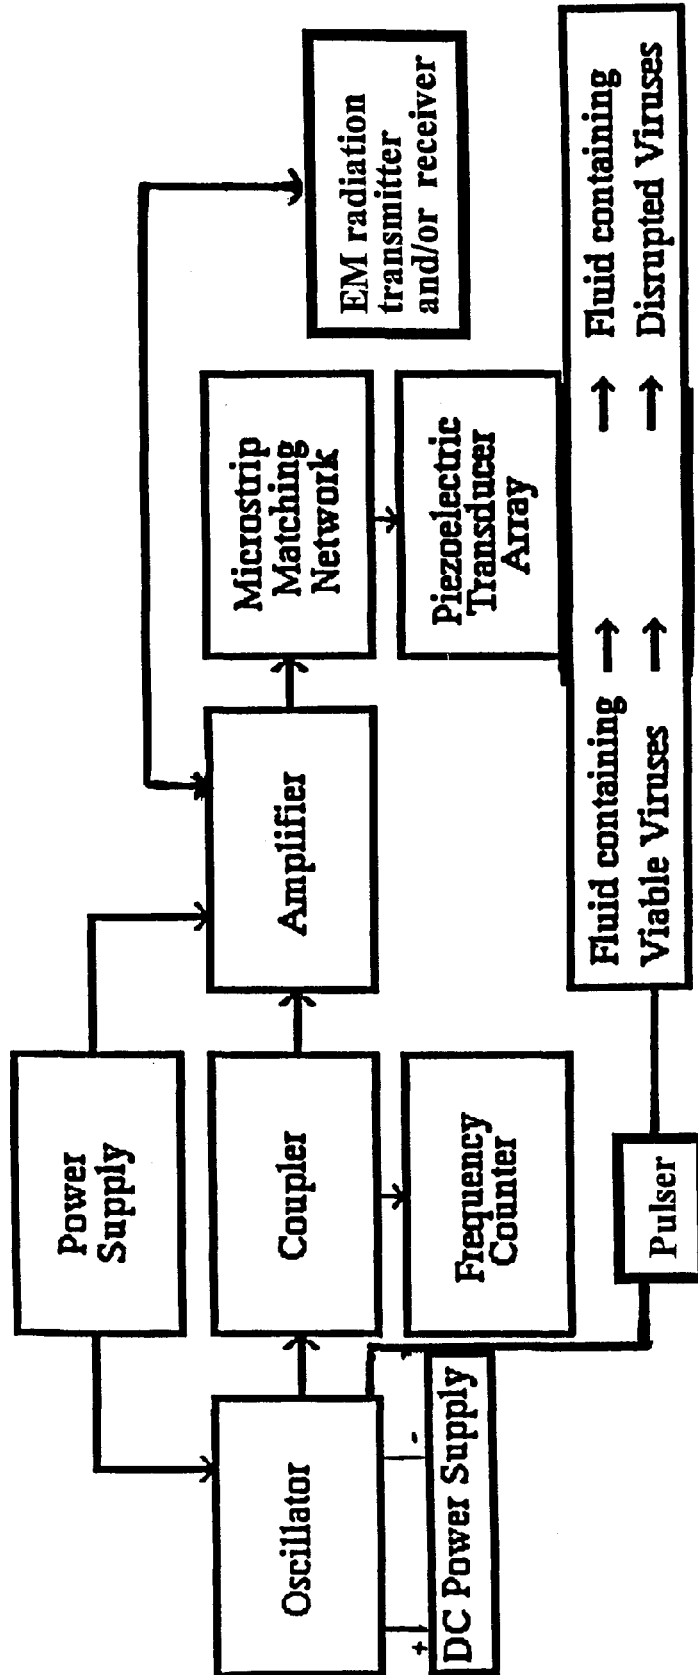 Power
Supply
Oscillator
Coupler
Amplifier
Microstrip
Matching
Network
EM radiation
transmitter
and/or receiver
+
-
DC Power Supply
Frequency
Counter
Piezoelectric
Transducer
Array
Pulser
Fluid containing
Viable Viruses
Fluid containing
Disrupted Viruses